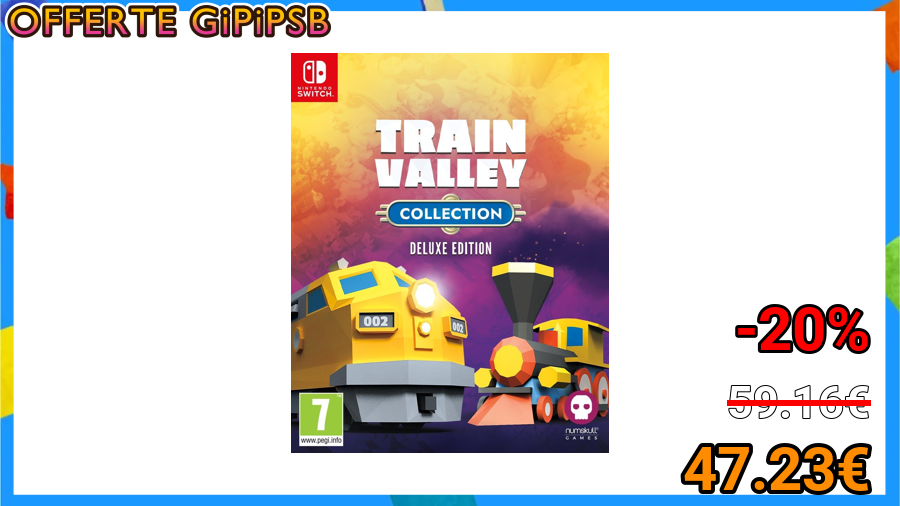 OFFERTE GiPiPSB
NINTENDO
SWITCH
TRAIN
VALLEY
COLLECTION
DELUXE EDITION
002
002
7
www.pegi.info
numskull
GAMES
-20%
59.16€
47.23€